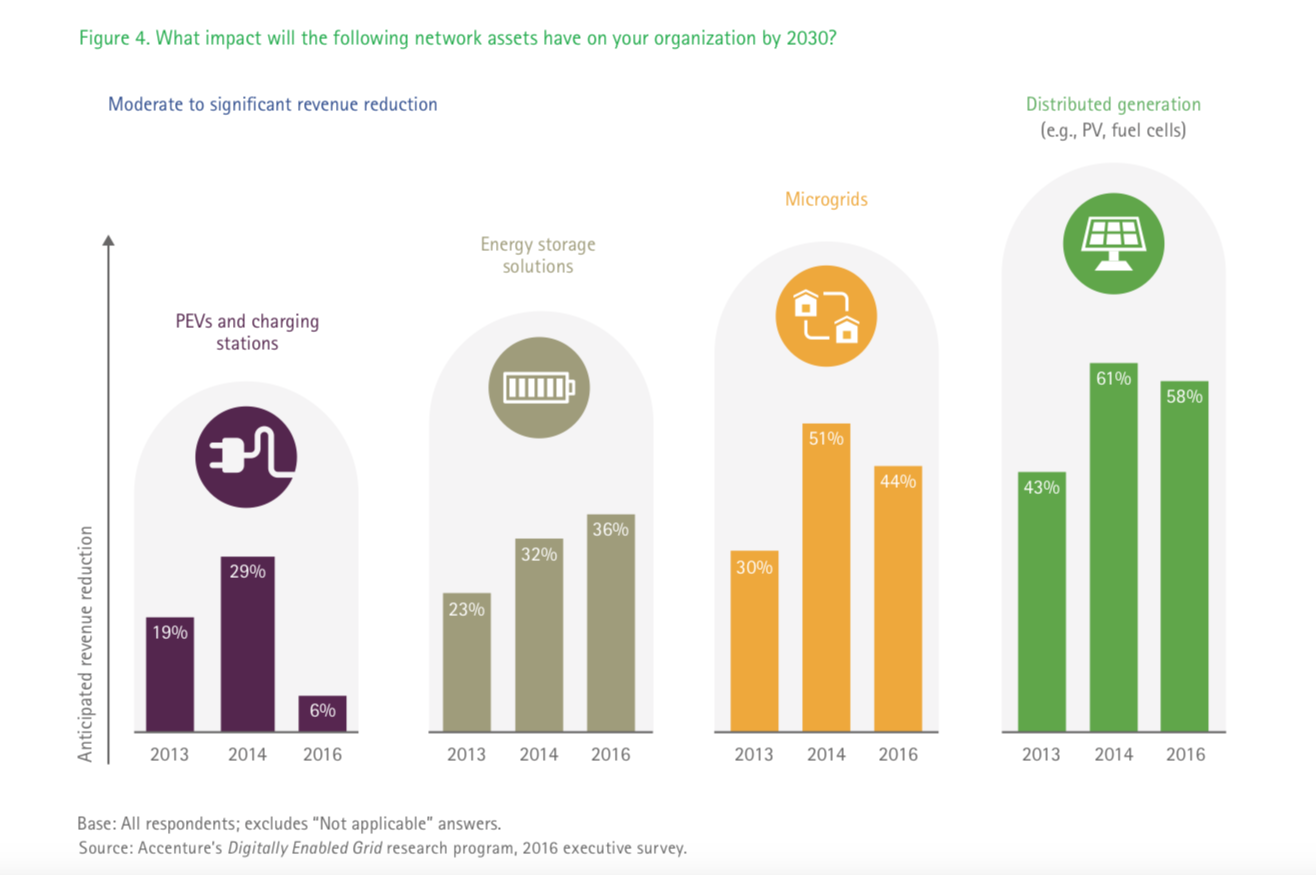 Figure 4. What impact will the following network assets have on your organization by 2030?
Moderate to significant revenue reduction
Anticipated revenue reduction
PEVs and charging
stations
19%
29%
6%
2013 2014 2016
Energy storage
solutions
23%
32%
36%
2013 2014 2016
Microgrids
30%
51%
44%
2013 2014 2016
Distributed generation
(e.g., PV, fuel cells)
43%
61%
58%
2013 2014 2016
Base: All respondents; excludes “Not applicable” answers.
Source: Accenture’s Digitally Enabled Grid research program, 2016 executive survey.